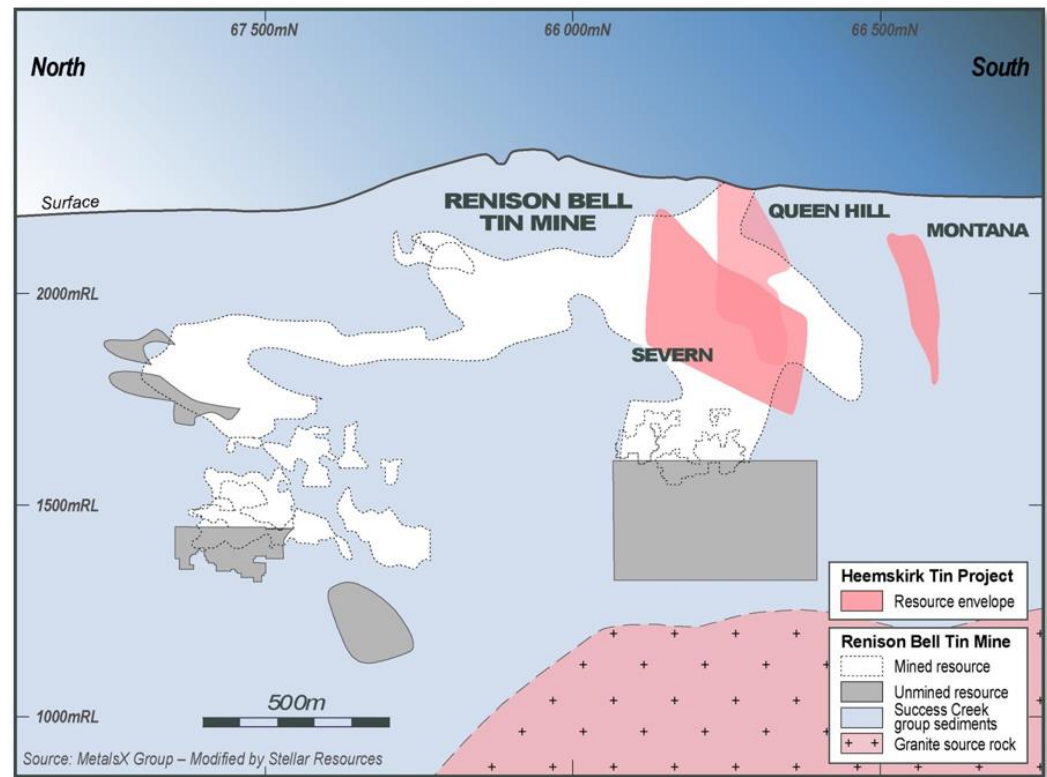 67 500mN
66 000mN
66 500mN
North
South
Surface
RENISON BELL
TIN MINE
QUEEN HILL
MONTANA
2000mRL
SEVERN
1500mRL
1000mRL
500m
Heemskirk Tin Project
Resource envelope
Renison Bell Tin Mine
Mined resource
Unmined resource
Success Creek
group sediments
Granite source rock
Source: MetalsX Group – Modified by Stellar Resources